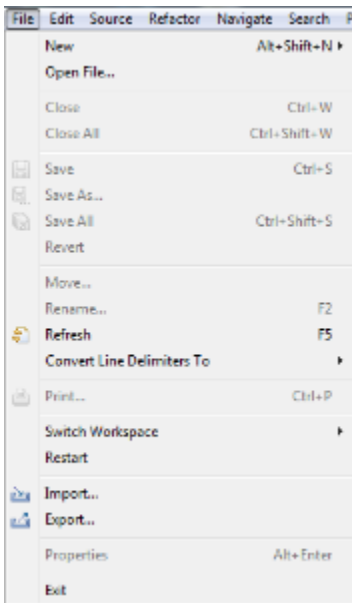 File Edit Source Refactor Navigate Search
New Alt+Shift+N
Open File...
Close Ctrl+W
Close All Ctrl+Shift+W
Save Ctrl+S
Save As...
Save All Ctrl+Shift+S
Revert
Move...
Rename... F2
Refresh F5
Convert Line Delimiters To
Print... Ctrl+P
Switch Workspace
Restart
Import...
Export...
Properties Alt+Enter
Exit